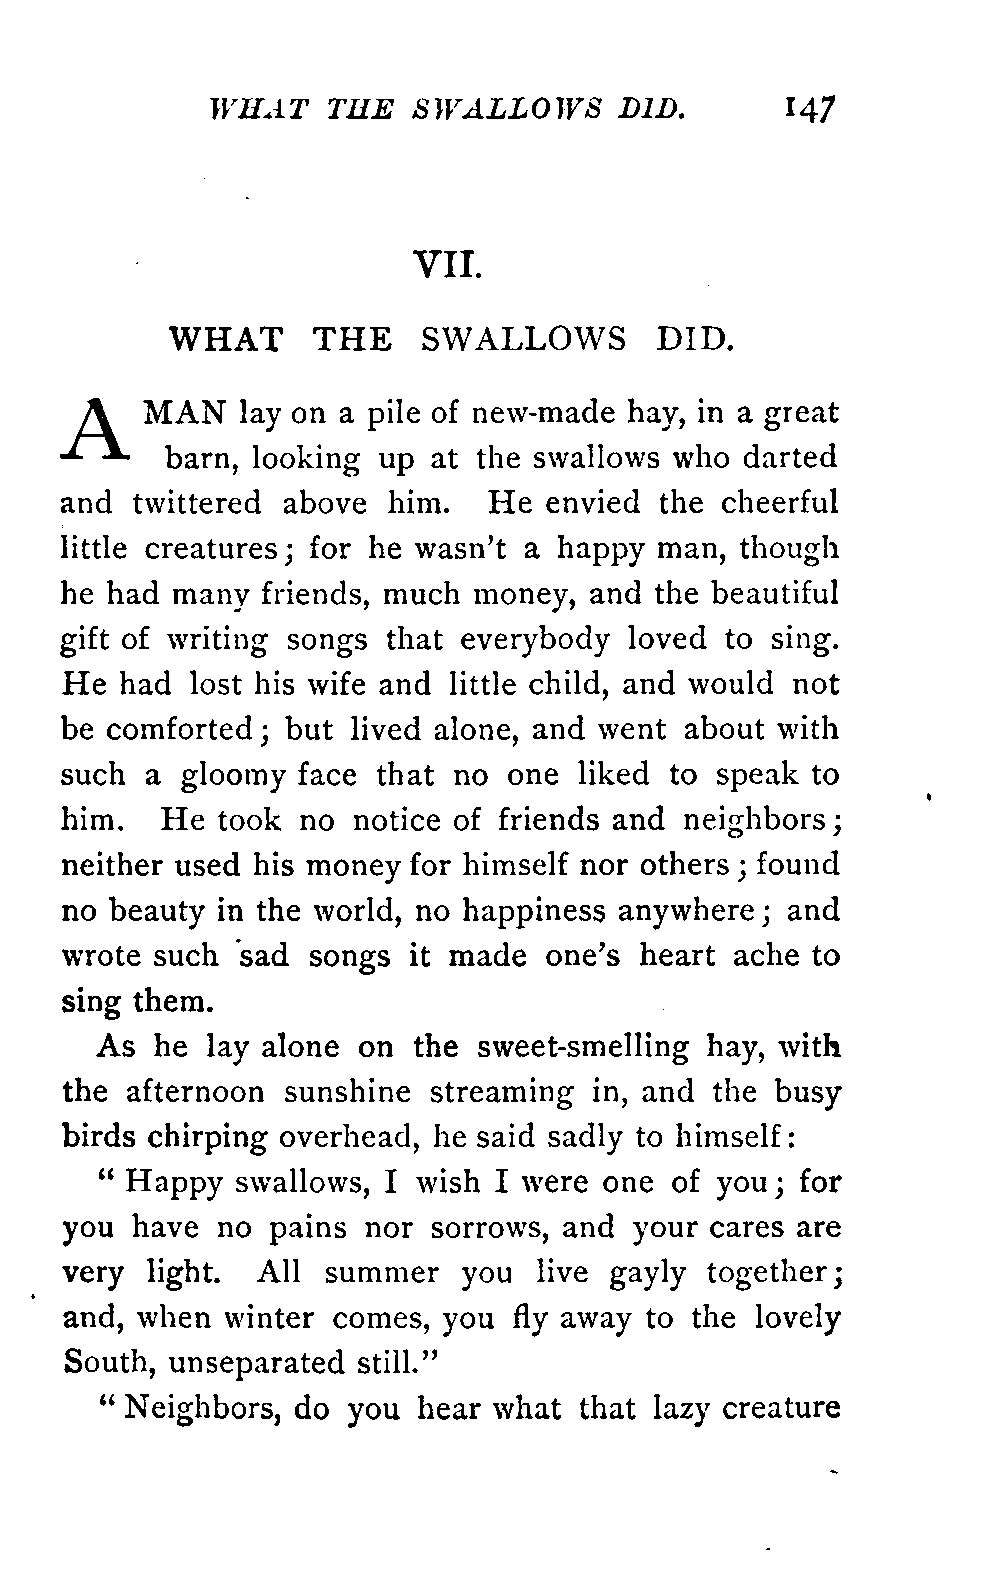 WHAT THE SWALLOWS DID. 147
VII.
WHAT THE SWALLOWS DID.
A MAN lay on a pile of new-made hay, in a great
barn, looking up at the swallows who darted
and twittered above him. He envied the cheerful
little creatures; for he wasn't a happy man, though
he had many friends, much money, and the beautiful
gift of writing songs that everybody loved to sing.
He had lost his wife and little child, and would not
be comforted; but lived alone, and went about with
such a gloomy face that no one liked to speak to
him. He took no notice of friends and neighbors;
neither used his money for himself nor others; found
no beauty in the world, no happiness anywhere; and
wrote such sad songs it made one's heart ache to
sing them.
As he lay alone on the sweet-smelling hay, with
the afternoon sunshine streaming in, and the busy
birds chirping overhead, he said sadly to himself:
"Happy swallows, I wish I were one of you; for
you have no pains nor sorrows, and your cares are
very light. All summer you live gayly together;
and, when winter comes, you fly away to the lovely
South, unseparated still."
"Neighbors, do you hear what that lazy creature